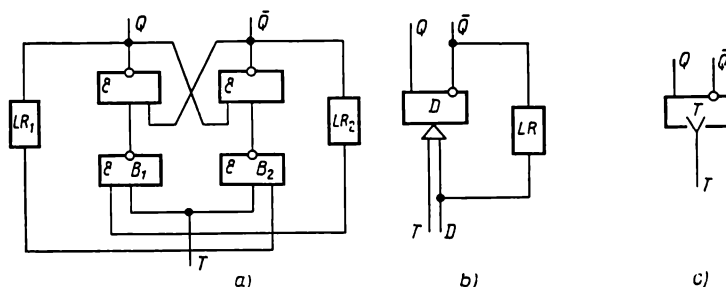 Q Q̄ Q Q̄ Q Q̄
& &
LR₁ LR₂
D
T
& B₁ & B₂
LR
T
T T D
a) b) c)